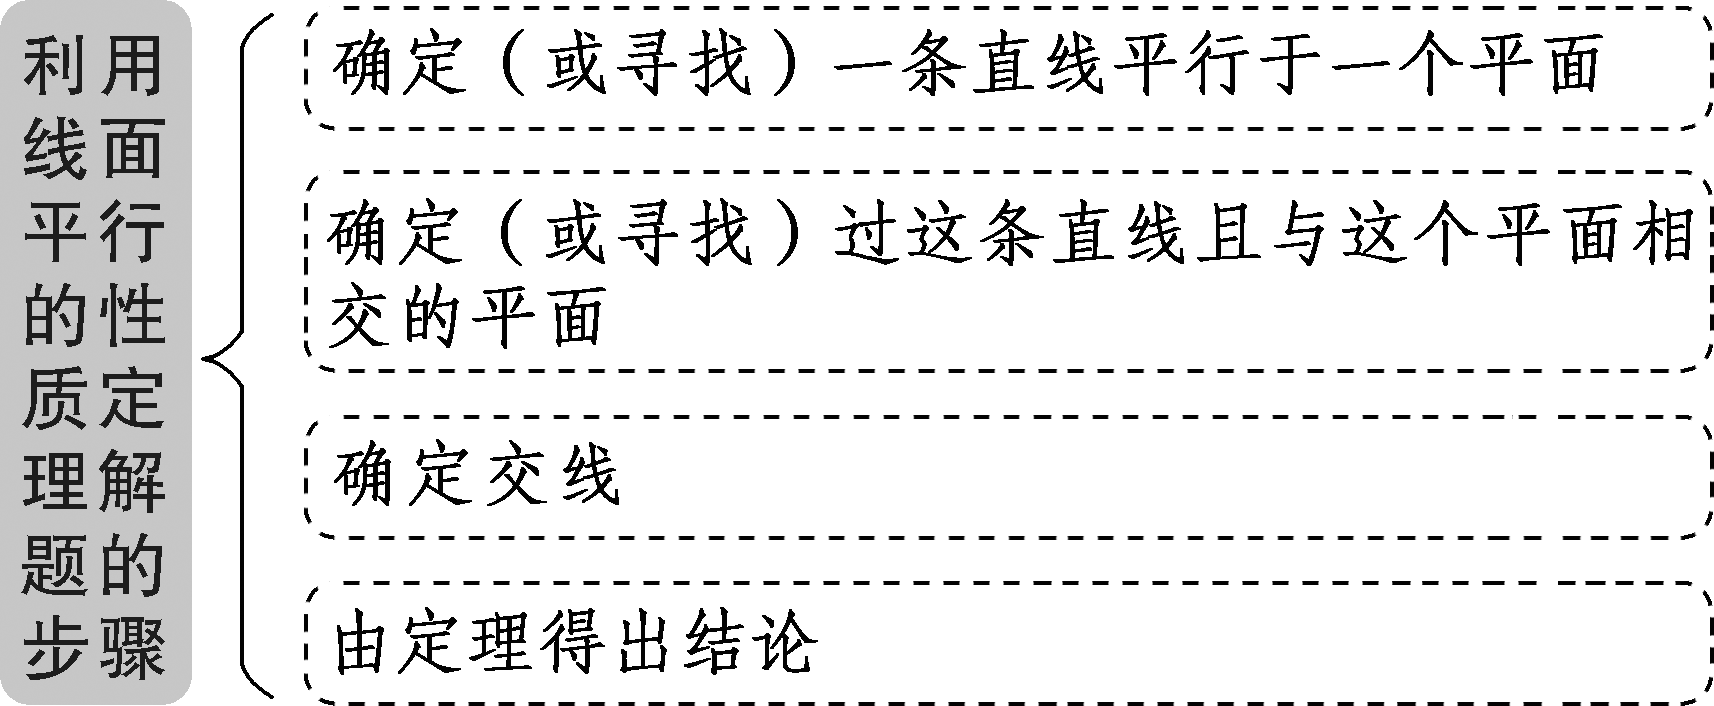 利用
线面
平行
的性
质定
理解
题的
步骤
确定（或寻找）一条直线平行于一个平面
确定（或寻找）过这条直线且与这个平面相
交的平面
确定交线
由定理得出结论